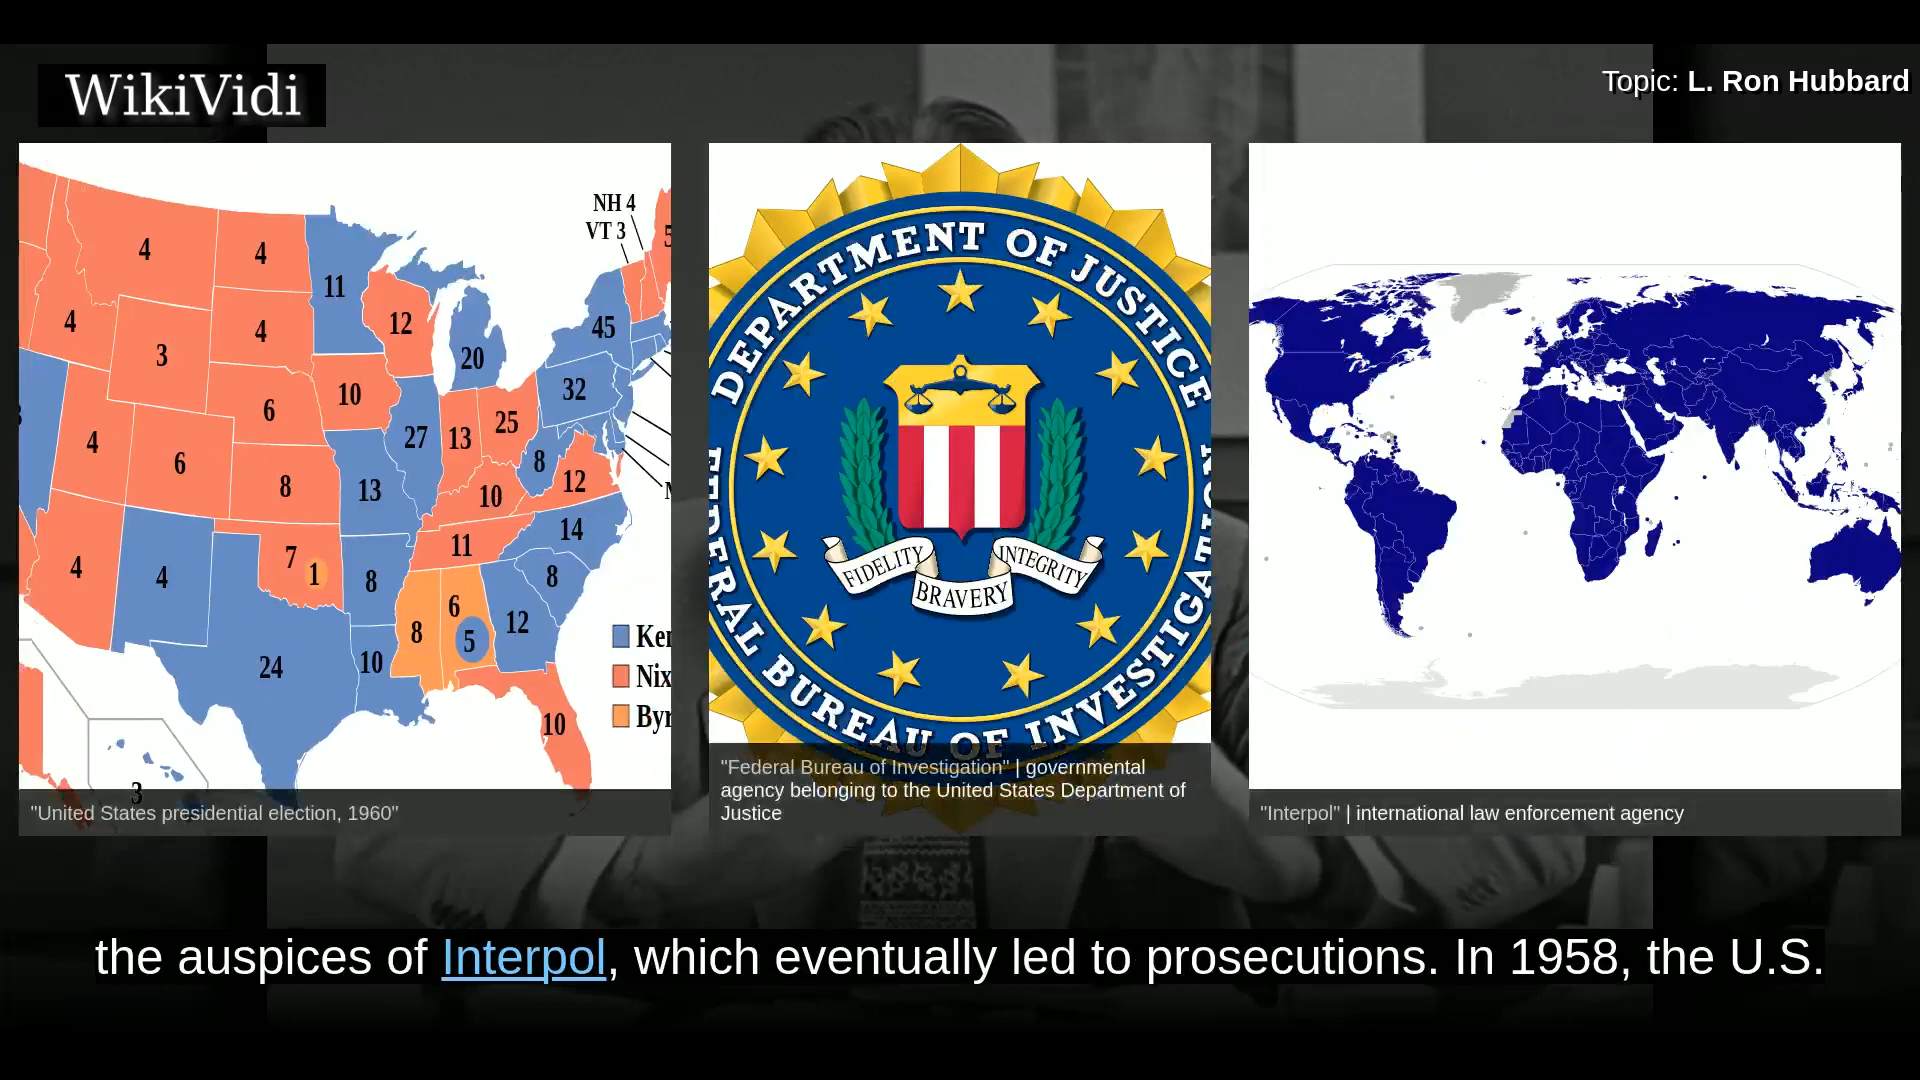 WikiVidi
Topic: L. Ron Hubbard
NH 4
VT 3
5
4
4
11
4
12
45
4
3
20
32
10
6
25
4
27
13
6
8
12
8
13
10
14
7
1
11
4
4
8
8
6
12
8
5
10
24
10
3
DEPARTMENT OF JUSTICE
FEDERAL BUREAU OF INVESTIGATION
FIDELITY
BRAVERY
INTEGRITY
"United States presidential election, 1960"
"Federal Bureau of Investigation" | governmental
agency belonging to the United States Department of
Justice
"Interpol" | international law enforcement agency
the auspices of Interpol, which eventually led to prosecutions. In 1958, the U.S.